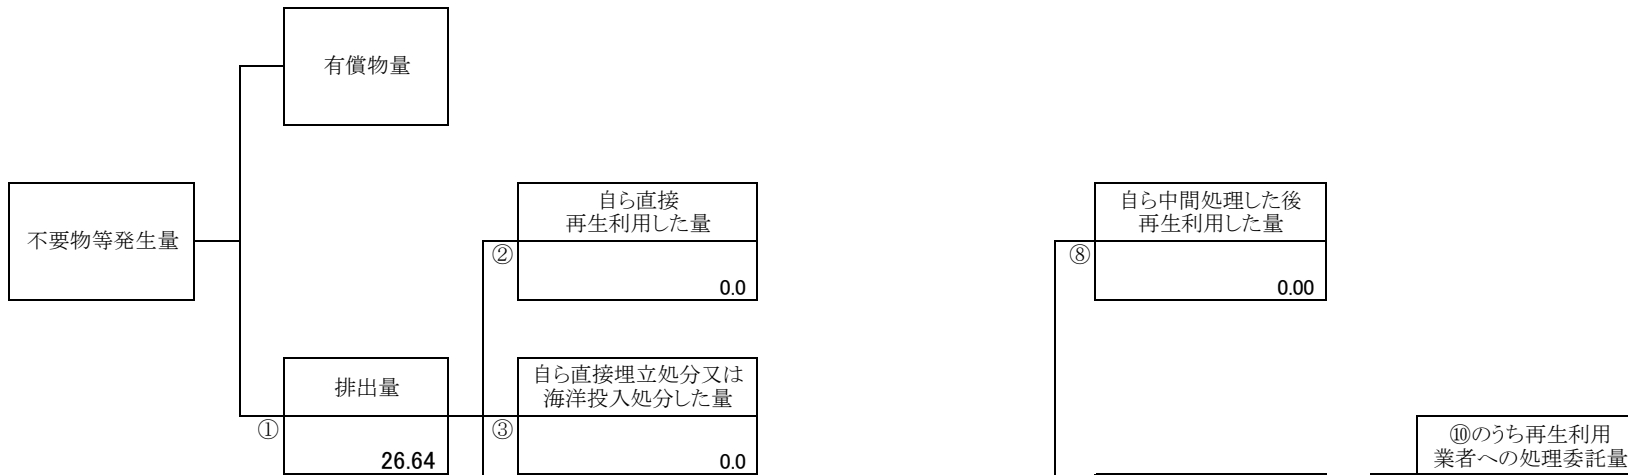 有償物量
不要物等発生量
自ら直接
再生利用した量
②
0.0
自ら中間処理した後
再生利用した量
⑧
0.00
排出量
①
26.64
自ら直接埋立処分又は
海洋投入処分した量
③
0.0
⑩のうち再生利用
業者への処理委託量